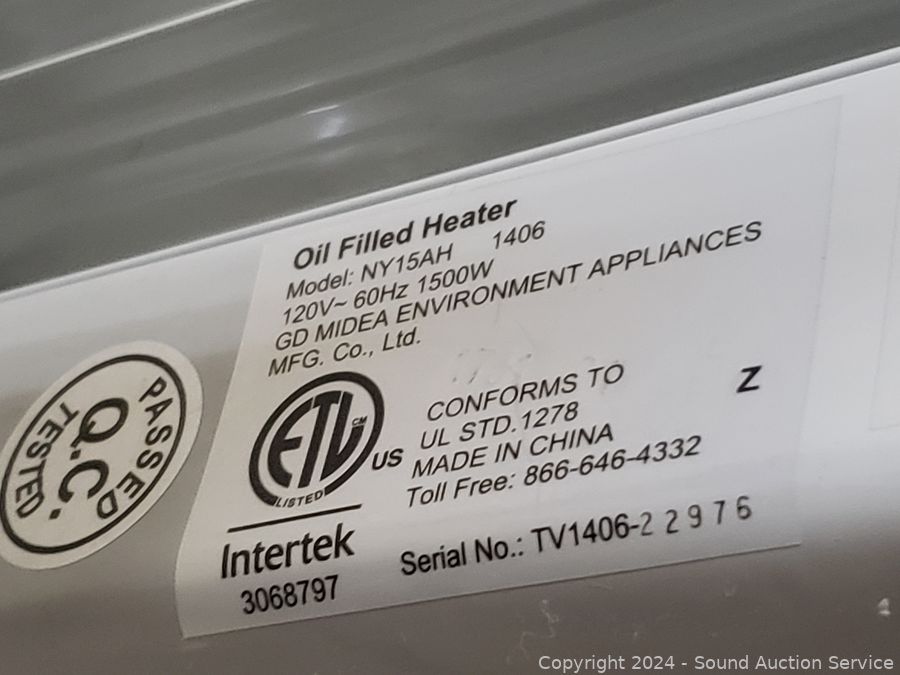 Oil Filled Heater
Model: NY15AH 1406
120V~ 60Hz 1500W
GD MIDEA ENVIRONMENT APPLIANCES
MFG. Co., Ltd.
ETL CM
LISTED
US
CONFORMS TO
UL STD.1278
MADE IN CHINA
Toll Free: 866-646-4332
Z
Intertek
3068797
Serial No.: TV1406-22976
PASSED
Q.C.
TESTED
Copyright 2024 - Sound Auction Service